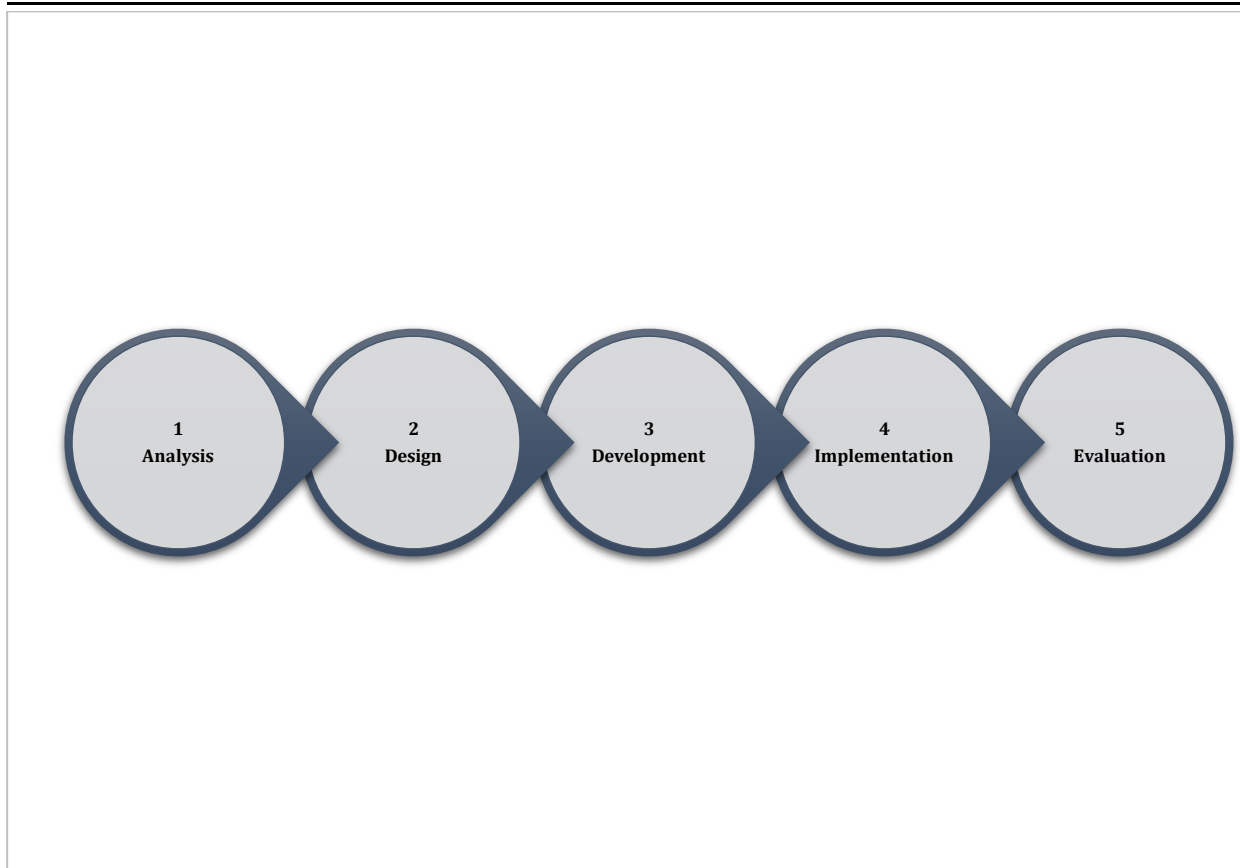 1
Analysis
2
Design
3
Development
4
Implementation
5
Evaluation